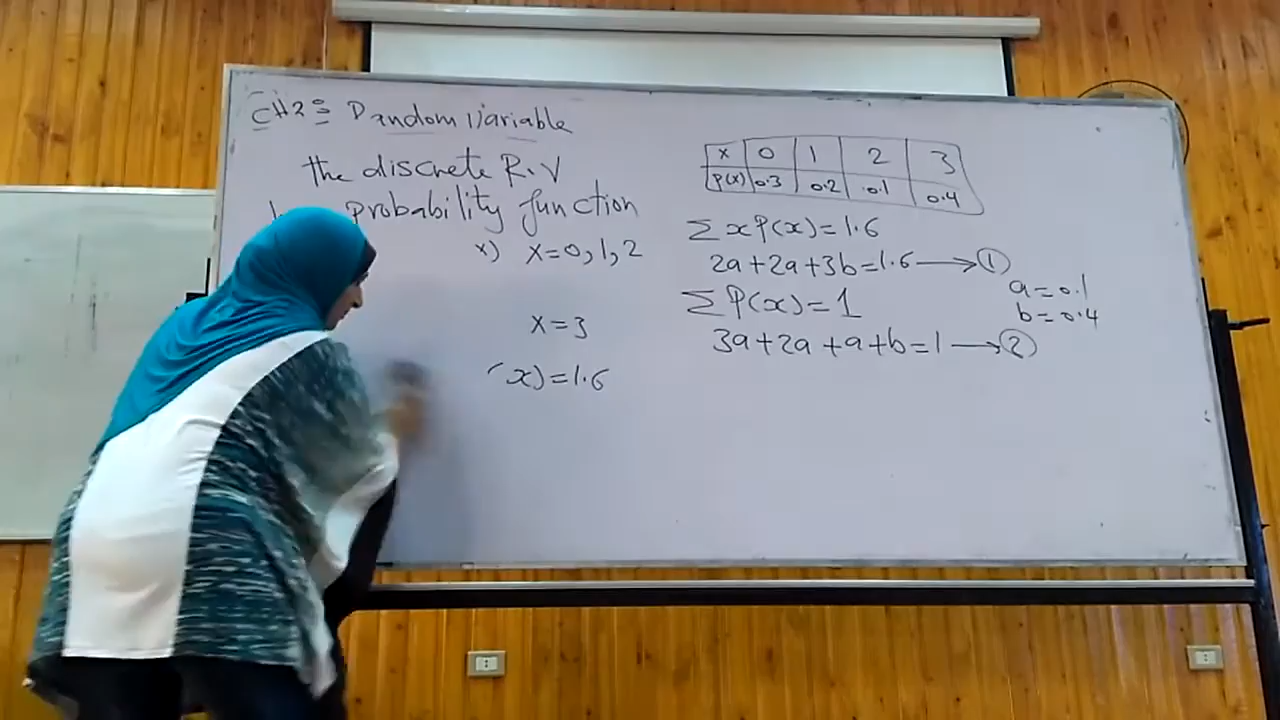 CH2: Random Variable
the discrete R.V
probability function
x) x=0,1,2
x=3
x)=1.6
x 0 1 2 3
P(x) 0.3 0.2 0.1 0.4
∑xP(x)=1.6
2a+2a+3b=1.6→①
∑P(x)=1
a=0.1
b=0.4
3a+2a+a+b=1→②